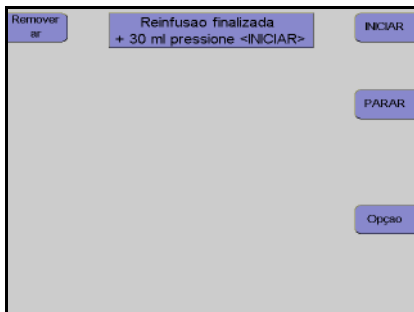 Remover
ar
Reinfusao finalizada
+ 30 ml pressione <INICIAR>
INICIAR
PARAR
Opçao